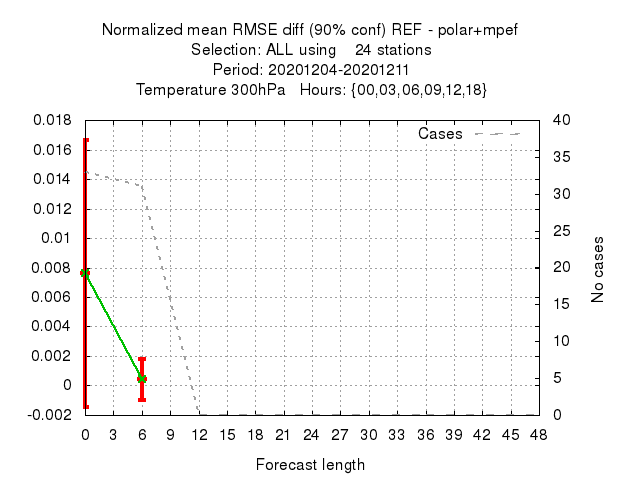 Normalized mean RMSE diff (90% conf) REF - polar+mpef
Selection: ALL using 24 stations
Period: 20201204-20201211
Temperature 300hPa Hours: {00,03,06,09,12,18}
Cases
0.018
0.016
0.014
0.012
0.01
0.008
0.006
0.004
0.002
0
-0.002
40
35
30
25
20
15
10
5
0
No cases
0 3 6 9 12 15 18 21 24 27 30 33 36 39 42 45 48
Forecast length